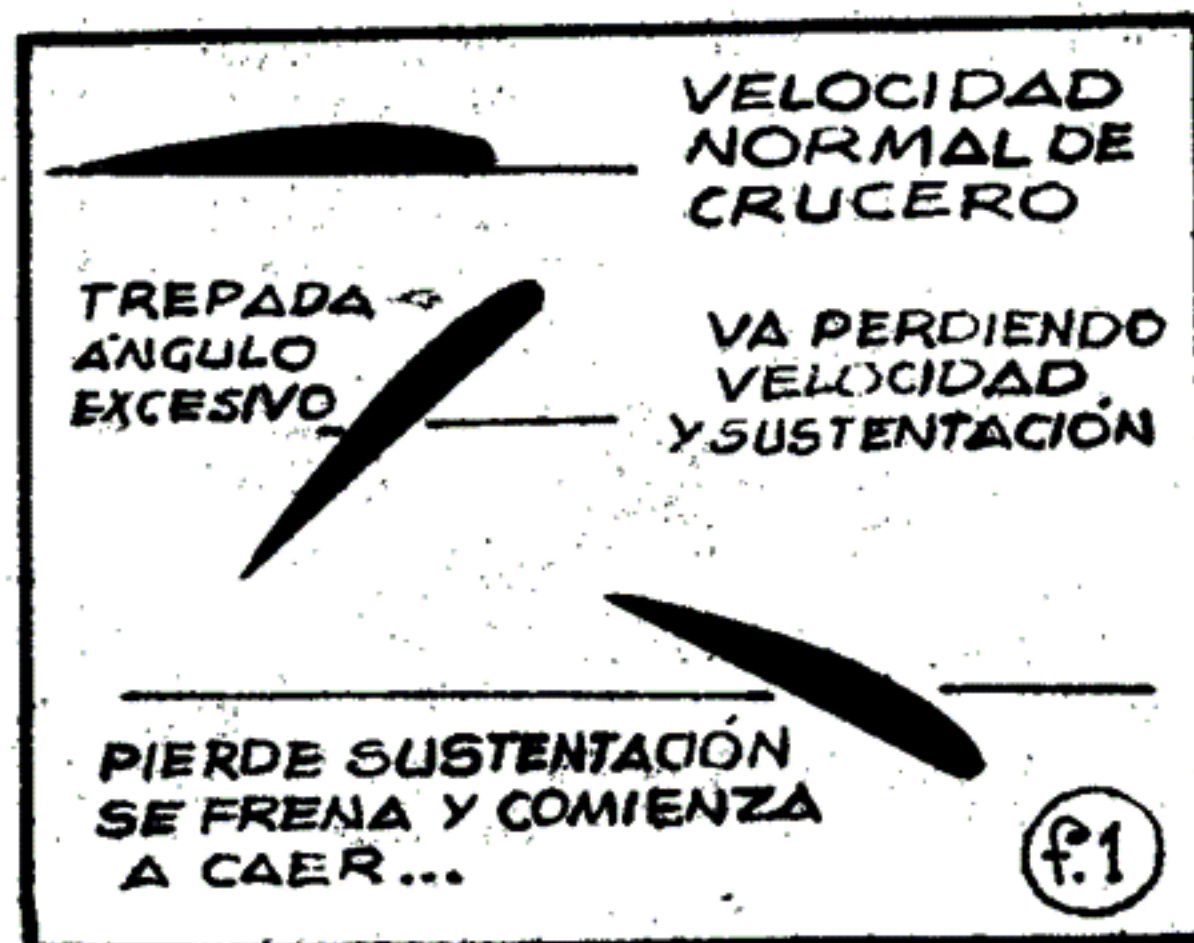 VELOCIDAD
NORMAL DE
CRUCERO
TREPADA
ÁNGULO
EXCESIVO
VA PERDIENDO
VELOCIDAD
Y SUSTENTACIÓN
PIERDE SUSTENTACIÓN
SE FRENA Y COMIENZA
A CAER...
f.1